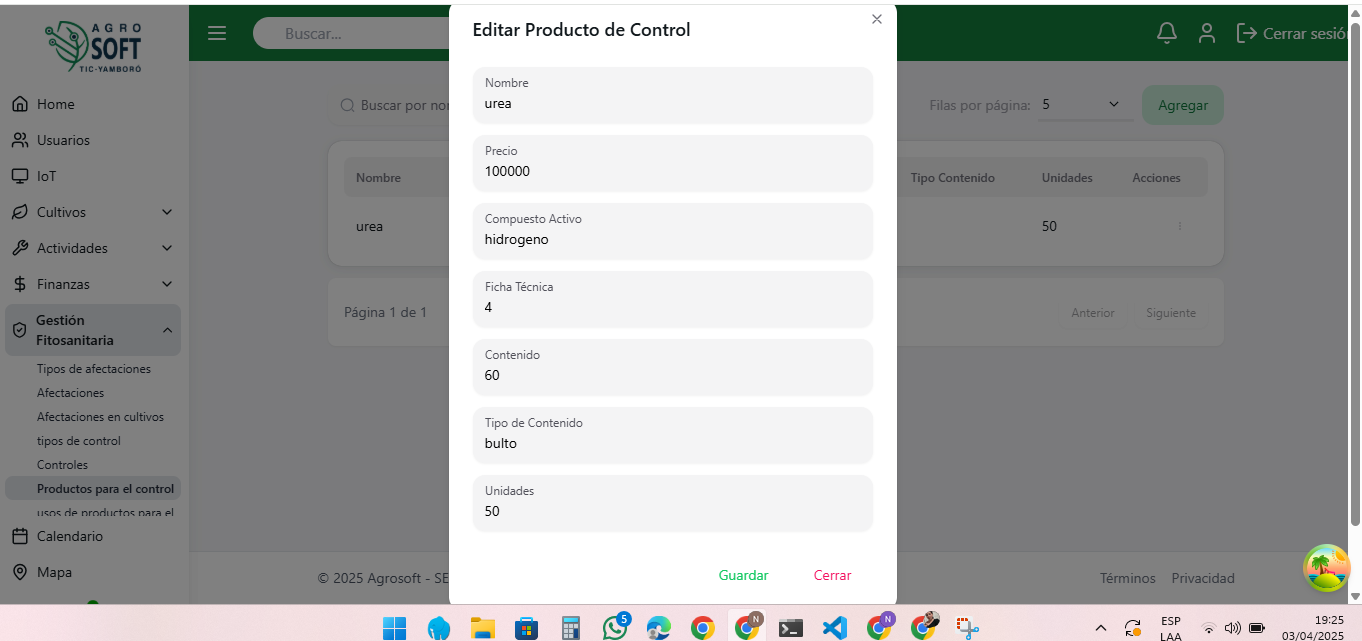 AGRO
SOFT
TIC-YAMBORÓ
Buscar...
Cerrar sesió
Home
Usuarios
IoT
Cultivos
Actividades
Finanzas
Gestión
Fitosanitaria
Tipos de afectaciones
Afectaciones
Afectaciones en cultivos
tipos de control
Controles
Productos para el control
usos de productos para el
Calendario
Mapa
Buscar por nor
Filas por página: 5
Agregar
Nombre
Tipo Contenido Unidades Acciones
urea
50
Página 1 de 1
Anterior Siguiente
© 2025 Agrosoft - SE
Términos Privacidad
Editar Producto de Control
Nombre
urea
Precio
100000
Compuesto Activo
hidrogeno
Ficha Técnica
4
Contenido
60
Tipo de Contenido
bulto
Unidades
50
Guardar Cerrar
5
N
N
ESP
LAA
19:25
03/04/2025